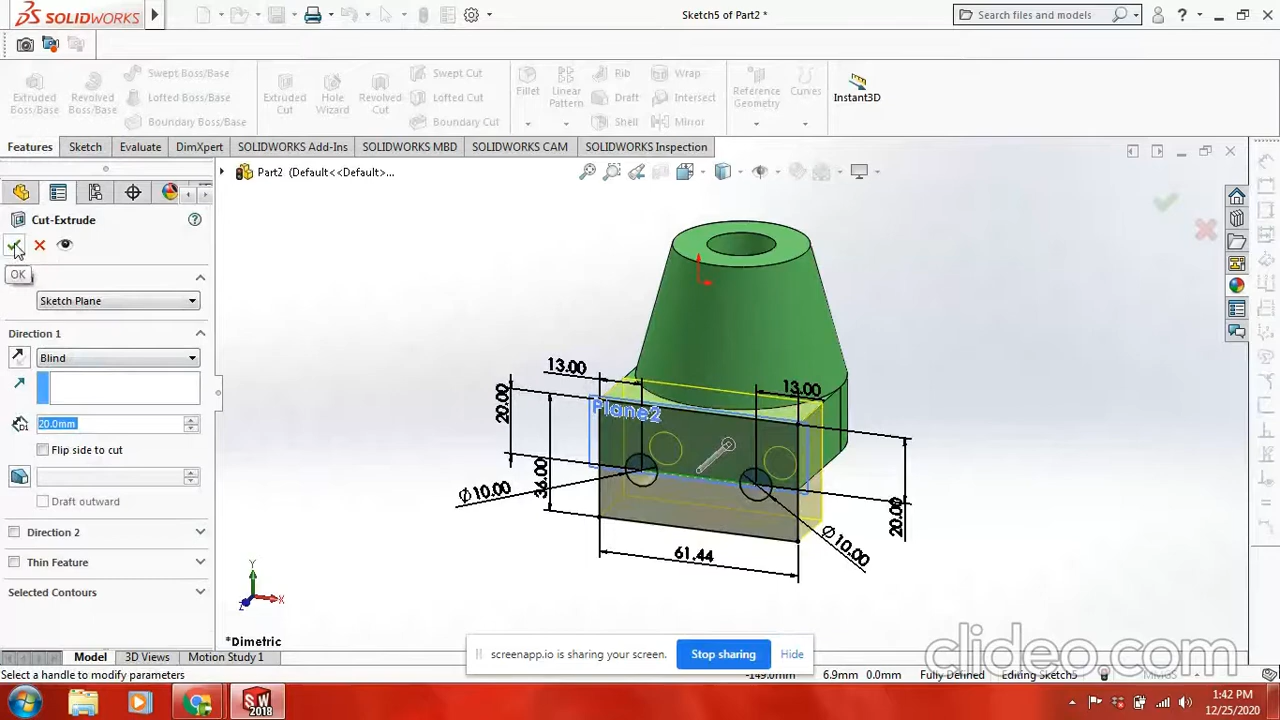 SOLIDWORKS
Sketch5 of Part2 *
Search files and models
?
Extruded Boss/Base
Revolved Boss/Base
Swept Boss/Base
Lofted Boss/Base
Boundary Boss/Base
Extruded Cut
Hole Wizard
Revolved Cut
Swept Cut
Lofted Cut
Boundary Cut
Fillet
Linear Pattern
Rib
Draft
Shell
Wrap
Intersect
Mirror
Reference Geometry
Curves
Instant3D
Features
Sketch
Evaluate
DimXpert
SOLIDWORKS Add-Ins
SOLIDWORKS MBD
SOLIDWORKS CAM
SOLIDWORKS Inspection
Part2 (Default<<Default>...
Cut-Extrude
?
OK
Sketch Plane
Direction 1
Blind
20.0mm
Flip side to cut
Draft outward
Direction 2
Thin Feature
Selected Contours
13.00
13.00
20.00
Plane2
36.00
Ø10.00
20.00
Ø10.00
61.44
Y
X
Z
*Dimetric
screenapp.io is sharing your screen.
Stop sharing
Hide
clideo.com
Model
3D Views
Motion Study 1
Select a handle to modify parameters
-149.0mm
6.9mm
0.0mm
Fully Defined
Editing Sketch5
MMGS
SW
2018
1:42 PM
12/25/2020